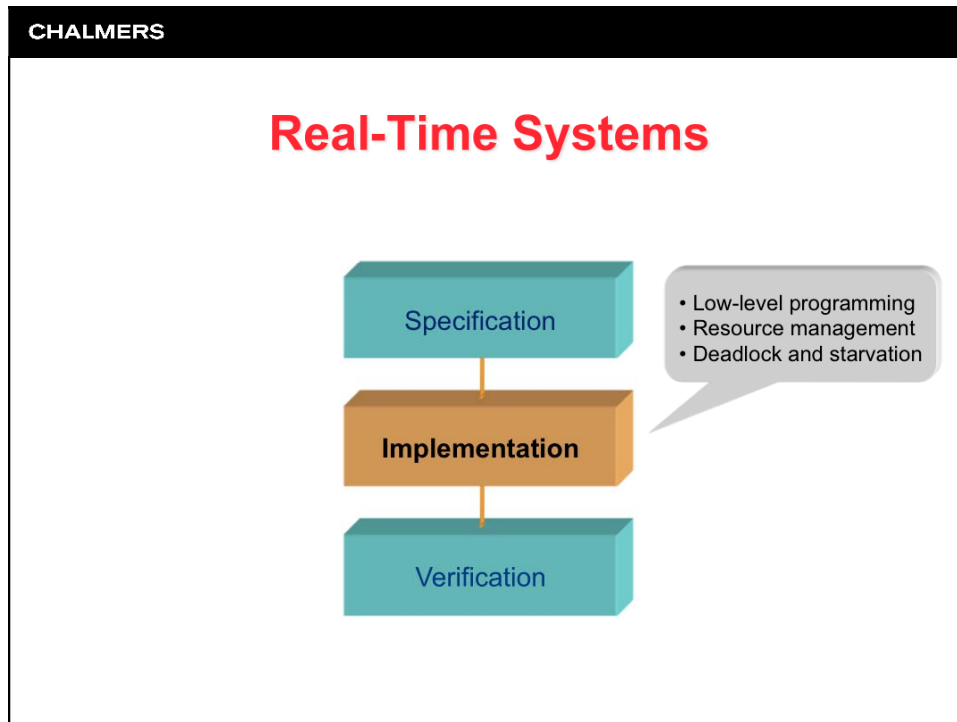 CHALMERS
Real-Time Systems
Specification
• Low-level programming
• Resource management
• Deadlock and starvation
Implementation
Verification